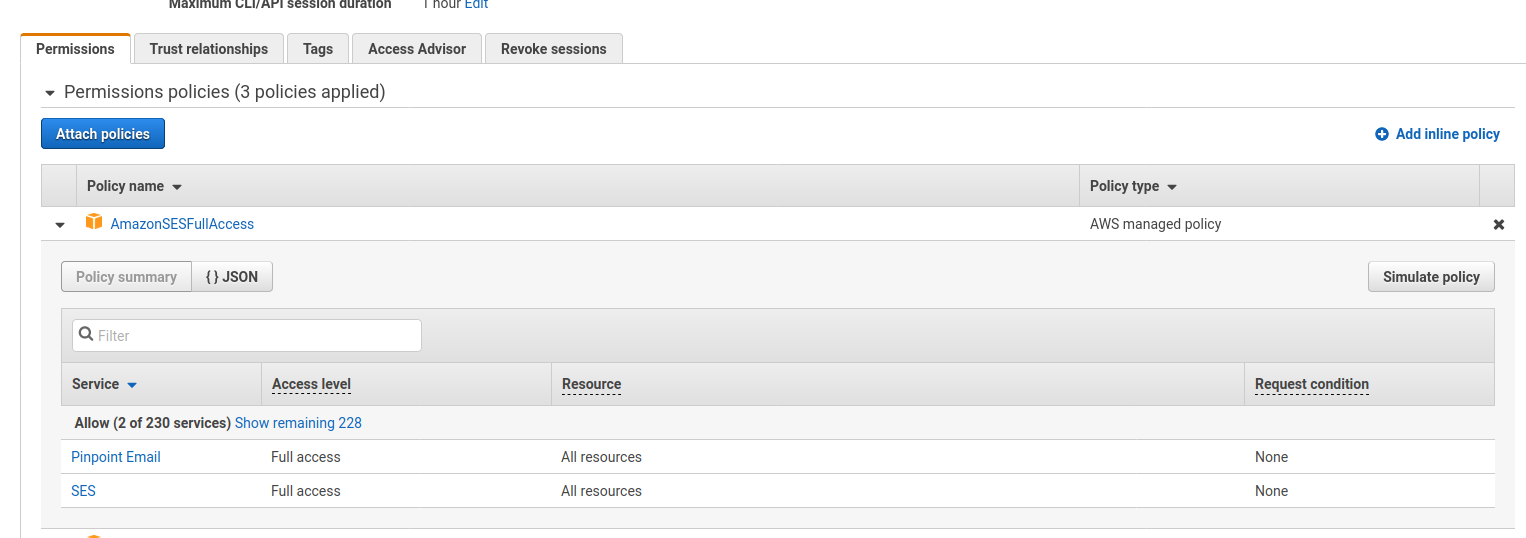 Maximum CLI/API session duration 1 hour Edit
Permissions Trust relationships Tags Access Advisor Revoke sessions
Permissions policies (3 policies applied)
Attach policies Add inline policy
Policy name Policy type
AmazonSESFullAccess AWS managed policy
Policy summary { } JSON Simulate policy
Filter
Service Access level Resource Request condition
Allow (2 of 230 services) Show remaining 228
Pinpoint Email Full access All resources None
SES Full access All resources None